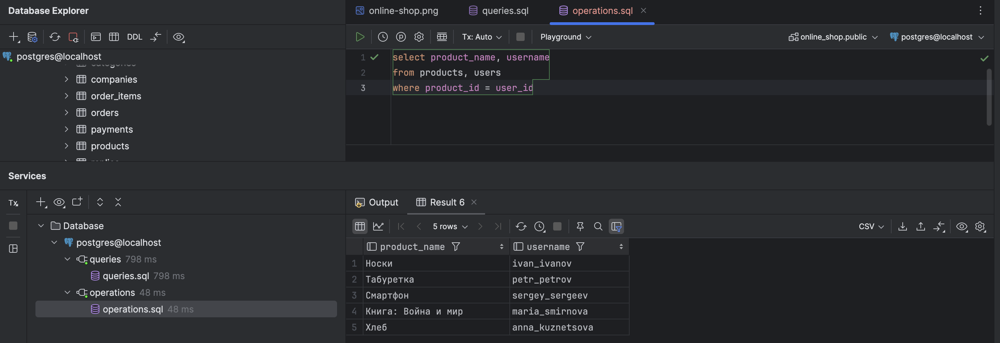 Database Explorer
online-shop.png
queries.sql
operations.sql
DDL
Tx: Auto
Playground
online_shop.public
postgres@localhost
postgres@localhost
categories
companies
order_items
orders
payments
products
replies
1
select product_name, username
2
from products, users
3
where product_id = user_id
Services
Tx
Output
Result 6
Database
postgres@localhost
queries 798 ms
queries.sql 798 ms
operations 48 ms
operations.sql 48 ms
5 rows
CSV
product_name username
1 Носки ivan_ivanov
2 Табуретка petr_petrov
3 Смартфон sergey_sergeev
4 Книга: Война и мир maria_smirnova
5 Хлеб anna_kuznetsova